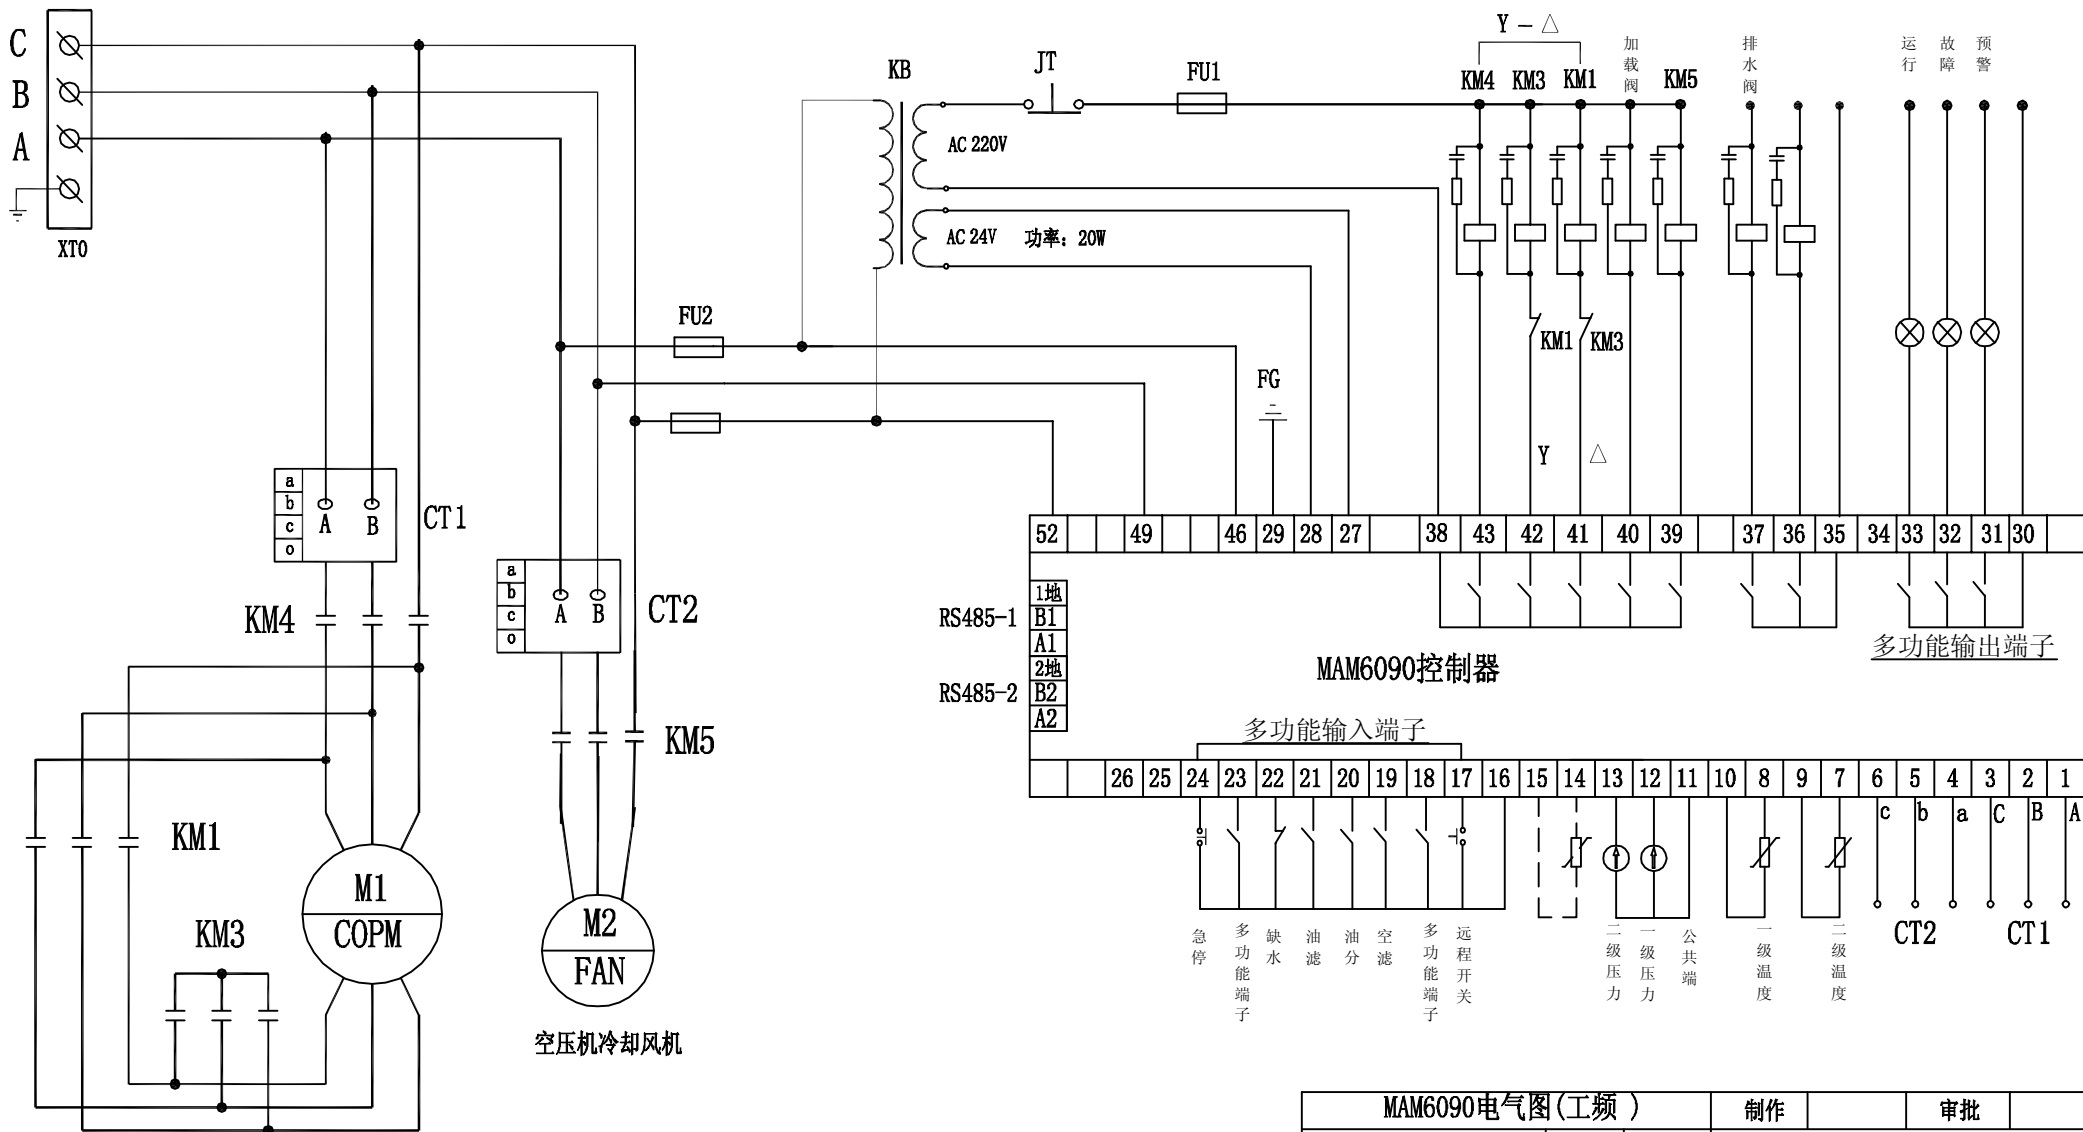 C
B
A
XT0
KB
JT
FU1
AC 220V
AC 24V 功率：20W
Y - △
KM4 KM3 KM1 加载阀 KM5 排水阀
运行 故障 预警
KM1 KM3
Y △
FU2
FG
a
b
c
o
A B
CT1
KM4
a
b
c
o
A B
CT2
KM5
KM1
M1
COPM
KM3
M2
FAN
空压机冷却风机
52 49 46 29 28 27 38 43 42 41 40 39 37 36 35 34 33 32 31 30
1地
RS485-1 B1
A1
2地
RS485-2 B2
A2
MAM6090控制器
多功能输出端子
多功能输入端子
26 25 24 23 22 21 20 19 18 17 16 15 14 13 12 11 10 8 9 7 6 5 4 3 2 1
c b a C B A
CT2 CT1
急停
多功能端子
缺水
油滤
油分
空滤
多功能端子
远程开关
二级压力
一级压力
公共端
一级温度
二级温度
MAM6090电气图(工频 ) 制作 审批